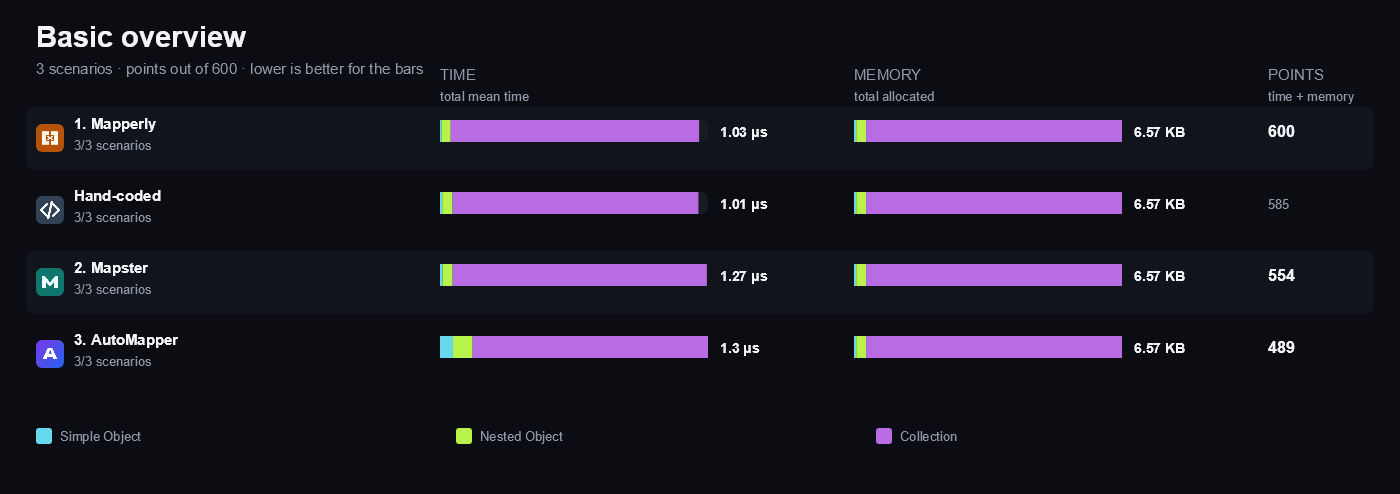 Basic overview
3 scenarios · points out of 600 · lower is better for the bars
TIME
total mean time
MEMORY
total allocated
POINTS
time + memory
1. Mapperly
3/3 scenarios
1.03 µs
6.57 KB
600
Hand-coded
3/3 scenarios
1.01 µs
6.57 KB
585
2. Mapster
3/3 scenarios
1.27 µs
6.57 KB
554
3. AutoMapper
3/3 scenarios
1.3 µs
6.57 KB
489
Simple Object
Nested Object
Collection